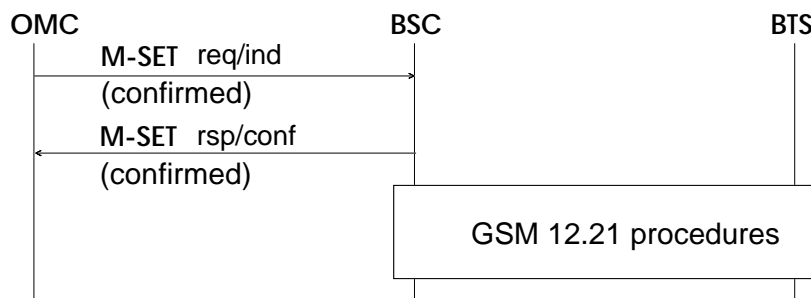 OMC BSC BTS
M-SET req/ind
(confirmed)
M-SET rsp/conf
(confirmed)
GSM 12.21 procedures